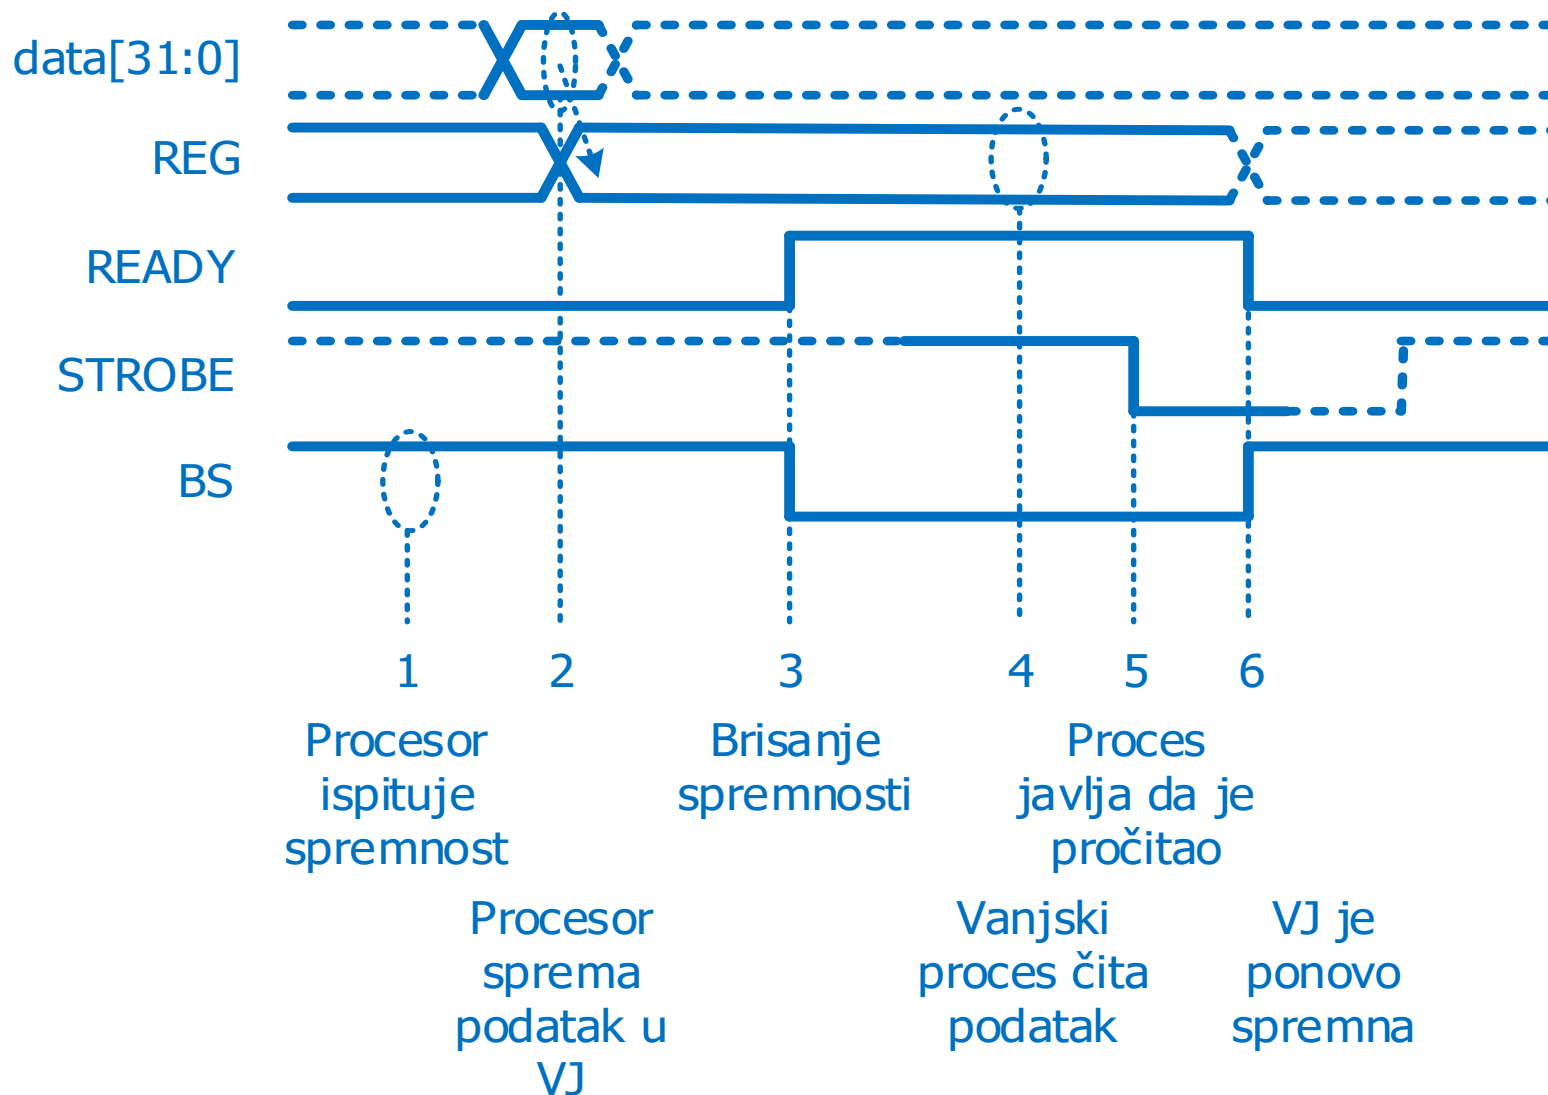 data[31:0]
REG
READY
STROBE
BS
1
2
3
4
5
6
Procesor
ispituje
spremnost
Procesor
sprema
podatak u
VJ
Brisanje
spremnosti
Vanjski
proces čita
podatak
Proces
javlja da je
pročitao
VJ je
ponovo
spremna